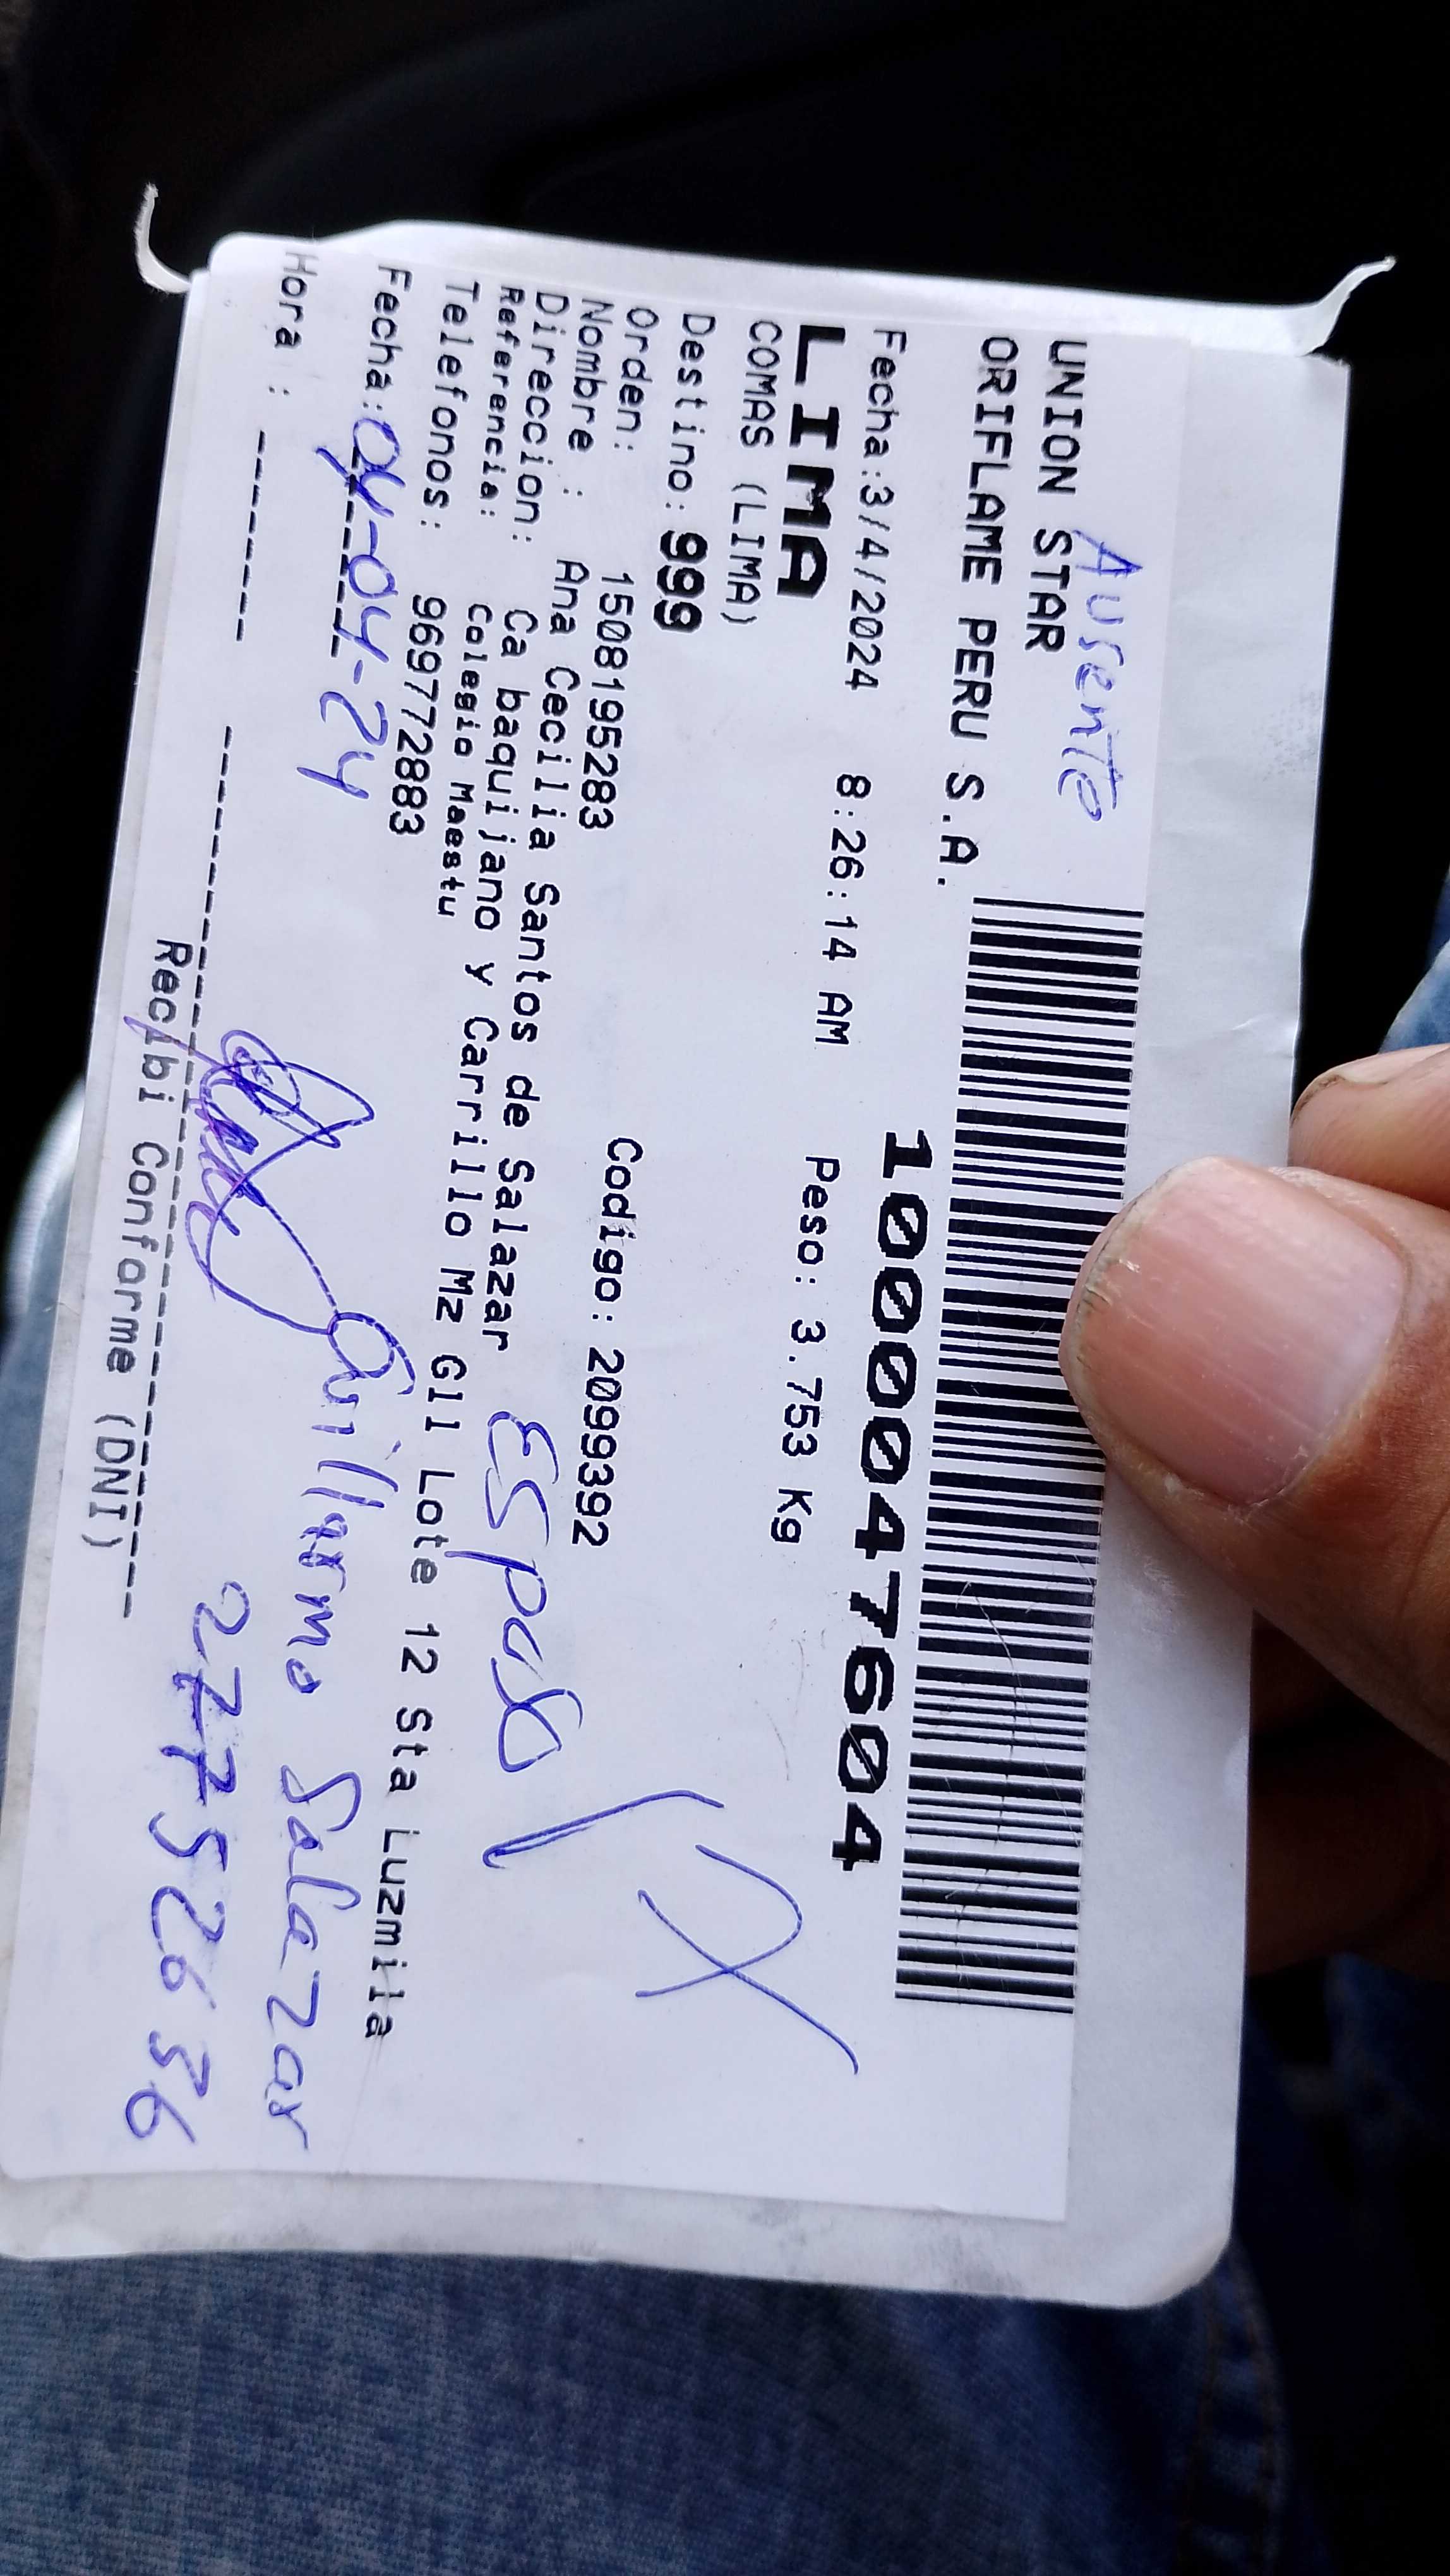 Ausente
UNION STAR
ORIFLAME PERU S.A.
10000047604
Fecha:3/4/2024 8:26:14 AM Peso: 3.753 Kg
LIMA
COMAS (LIMA)
Destino: 999
Orden: 1508195283 Codigo: 2099392
Nombre : Ana Cecilia Santos de Salazar Esposo
Direccion: Ca baquijano y Carrillo Mz G11 Lote 12 Sta Luzmila
Referencia: Colegio Maestu
Telefonos: 969772883
Fecha: 04-04-24
Guillermo Salazar
Hora :
27752636
Recibi Conforme (DNI)